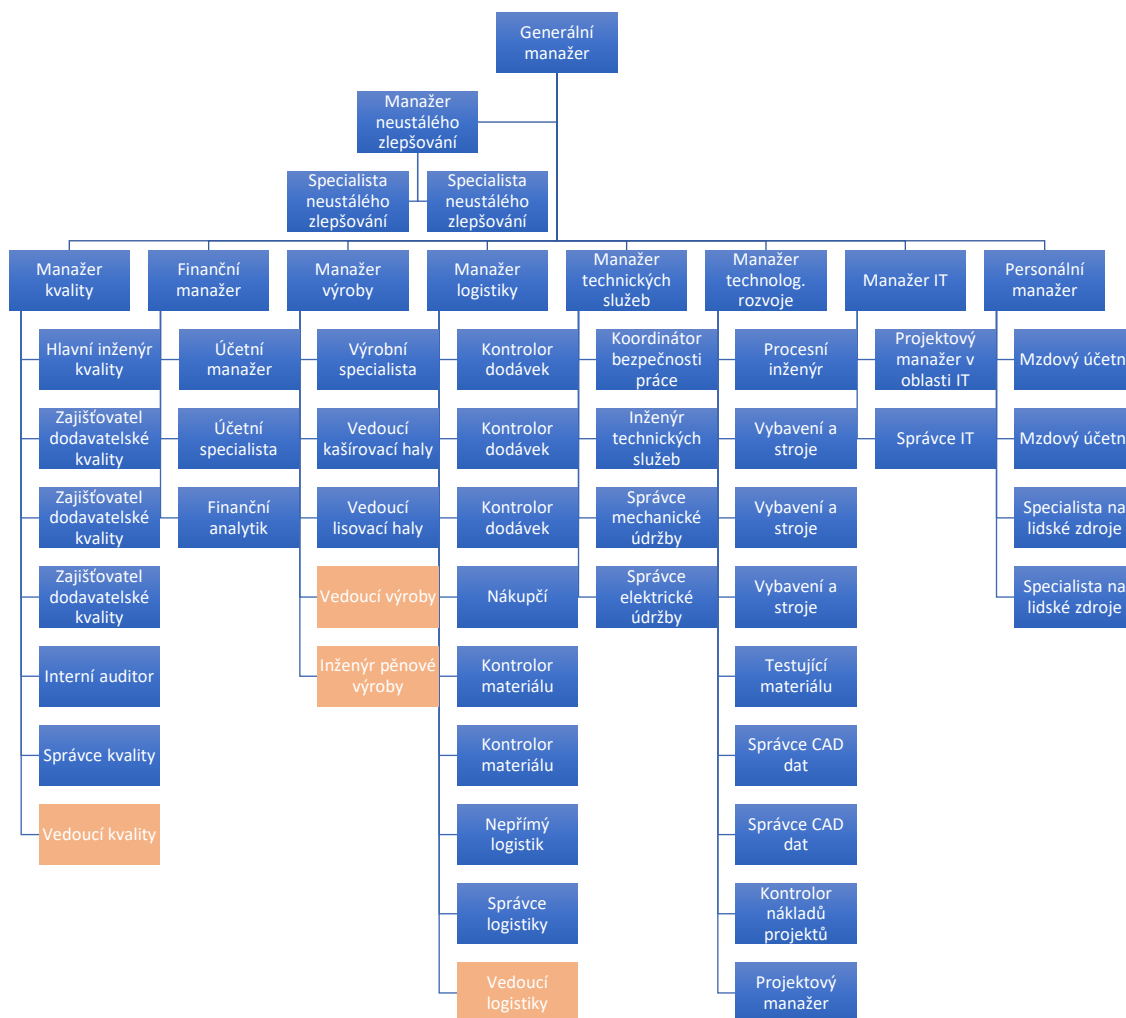 Generální
manažer
Manažer
neustálého
zlepšování
Specialista
neustálého
zlepšování
Specialista
neustálého
zlepšování
Manažer
kvality
Finanční
manažer
Manažer
výroby
Manažer
logistiky
Manažer
technických
služeb
Manažer
technolog.
rozvoje
Manažer IT
Personální
manažer
Hlavní inženýr
kvality
Zajišťovatel
dodavatelské
kvality
Zajišťovatel
dodavatelské
kvality
Zajišťovatel
dodavatelské
kvality
Interní auditor
Správce kvality
Vedoucí kvality
Účetní
manažer
Účetní
specialista
Finanční
analytik
Výrobní
specialista
Vedoucí
kašírovací haly
Vedoucí
lisovací haly
Vedoucí výroby
Inženýr pěnové
výroby
Kontrolor
dodávek
Kontrolor
dodávek
Kontrolor
dodávek
Nákupčí
Kontrolor
materiálu
Kontrolor
materiálu
Nepřímý
logistik
Správce
logistiky
Vedoucí
logistiky
Koordinátor
bezpečnosti
práce
Inženýr
technických
služeb
Správce
mechanické
údržby
Správce
elektrické
údržby
Procesní
inženýr
Vybavení a
stroje
Vybavení a
stroje
Vybavení a
stroje
Testující
materiálu
Správce CAD
dat
Správce CAD
dat
Kontrolor
nákladů
projektů
Projektový
manažer
Projektový
manažer v
oblasti IT
Správce IT
Mzdový účetní
Mzdový účetní
Specialista na
lidské zdroje
Specialista na
lidské zdroje